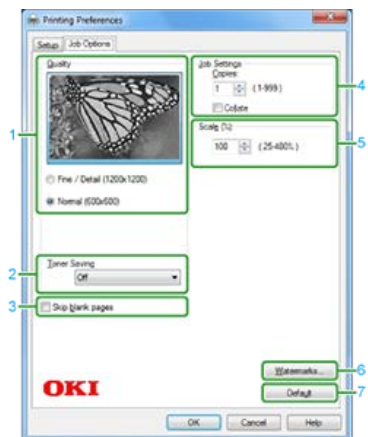 Printing Preferences
Setup Job Options
Quality
1
Fine / Detail (1200x1200)
Normal (600x600)
Job Settings
Copies:
1 (1-999)
Collate
4
Scale [%]:
100 (25-400%)
5
Toner Saving
2
Off
3
Skip blank pages
Watermarks...
6
Default
7
OKI
OK Cancel Help